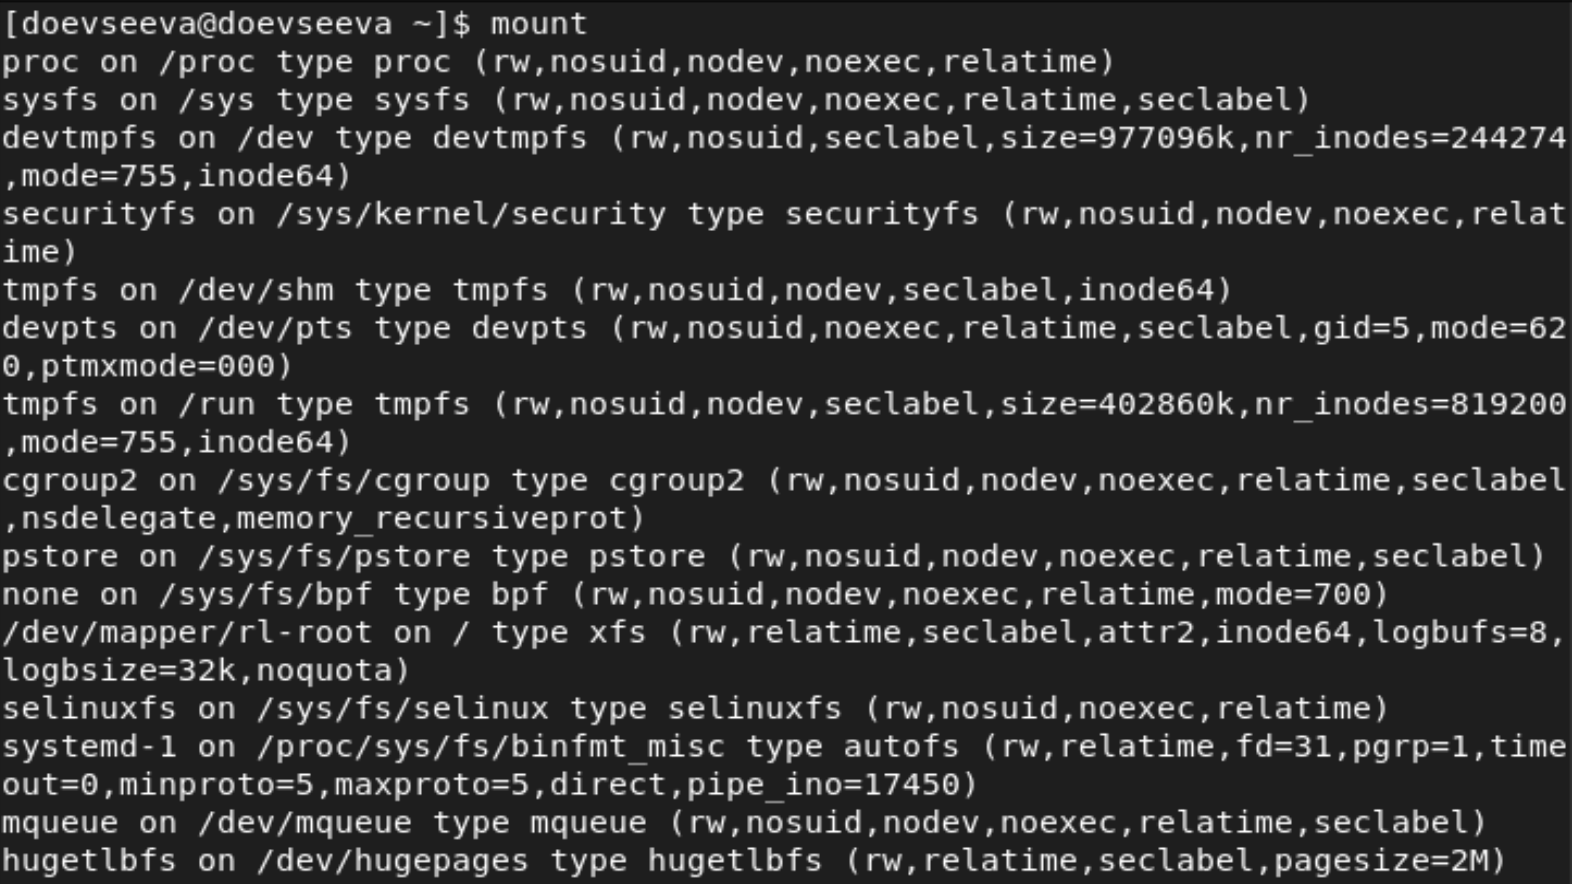 [doevseeva@doevseeva ~]$ mount
proc on /proc type proc (rw,nosuid,nodev,noexec,relatime)
sysfs on /sys type sysfs (rw,nosuid,nodev,noexec,relatime,seclabel)
devtmpfs on /dev type devtmpfs (rw,nosuid,seclabel,size=977096k,nr_inodes=244274
,mode=755,inode64)
securityfs on /sys/kernel/security type securityfs (rw,nosuid,nodev,noexec,relat
ime)
tmpfs on /dev/shm type tmpfs (rw,nosuid,nodev,seclabel,inode64)
devpts on /dev/pts type devpts (rw,nosuid,noexec,relatime,seclabel,gid=5,mode=62
0,ptmxmode=000)
tmpfs on /run type tmpfs (rw,nosuid,nodev,seclabel,size=402860k,nr_inodes=819200
,mode=755,inode64)
cgroup2 on /sys/fs/cgroup type cgroup2 (rw,nosuid,nodev,noexec,relatime,seclabel
,nsdelegate,memory_recursiveprot)
pstore on /sys/fs/pstore type pstore (rw,nosuid,nodev,noexec,relatime,seclabel)
none on /sys/fs/bpf type bpf (rw,nosuid,nodev,noexec,relatime,mode=700)
/dev/mapper/rl-root on / type xfs (rw,relatime,seclabel,attr2,inode64,logbufs=8,
logbsize=32k,noquota)
selinuxfs on /sys/fs/selinux type selinuxfs (rw,nosuid,noexec,relatime)
systemd-1 on /proc/sys/fs/binfmt_misc type autofs (rw,relatime,fd=31,pgrp=1,time
out=0,minproto=5,maxproto=5,direct,pipe_ino=17450)
mqueue on /dev/mqueue type mqueue (rw,nosuid,nodev,noexec,relatime,seclabel)
hugetlbfs on /dev/hugepages type hugetlbfs (rw,relatime,seclabel,pagesize=2M)